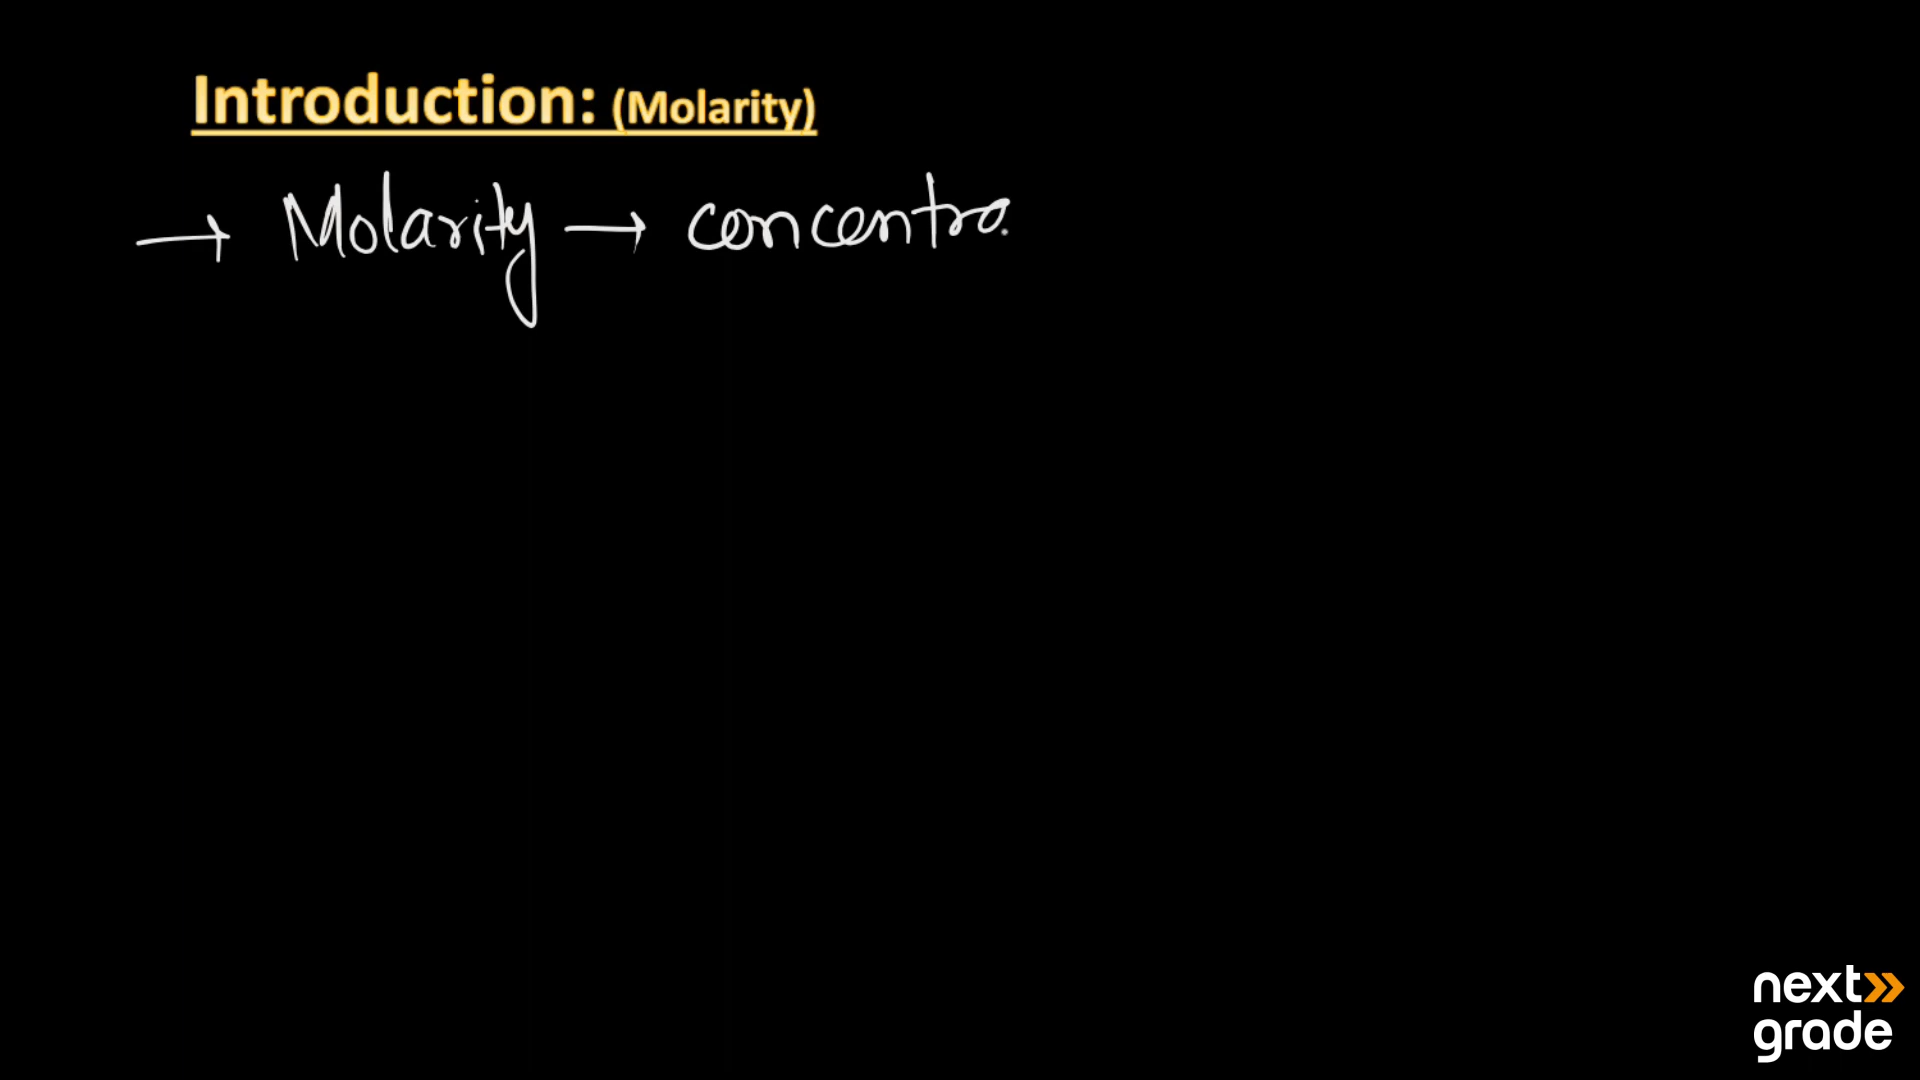 Introduction: (Molarity)
→ Molarity → concentra
next
grade